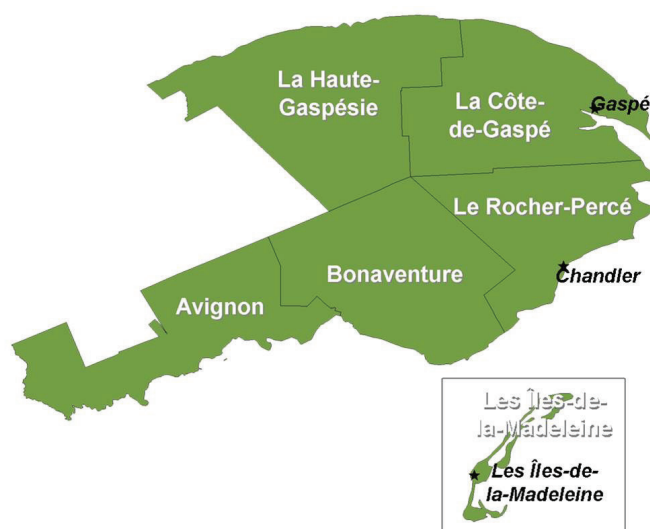 La Haute-
Gaspésie
La Côte-
de-Gaspé
Gaspé
Le Rocher-Percé
Chandler
Bonaventure
Avignon
Les Îles-de-
la-Madeleine
Les Îles-de-
la-Madeleine